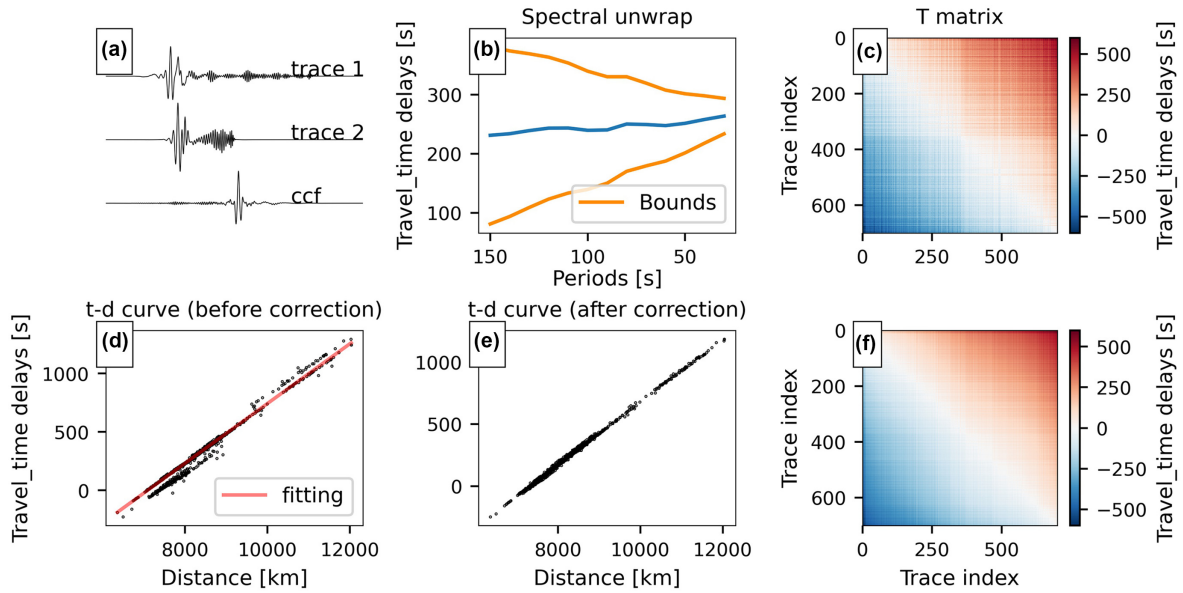 (a)
trace 1
trace 2
ccf
Spectral unwrap
(b)
Travel_time delays [s]
300
200
100
Bounds
150
100
50
Periods [s]
T matrix
(c)
Trace index
0
200
400
600
0
250
500
500
250
0
−250
−500
Travel_time delays [s]
t-d curve (before correction)
(d)
Travel_time delays [s]
1000
500
0
fitting
8000
10000
12000
Distance [km]
t-d curve (after correction)
(e)
1000
500
0
8000
10000
12000
Distance [km]
(f)
Trace index
0
200
400
600
0
250
500
Trace index
500
250
0
−250
−500
Travel_time delays [s]